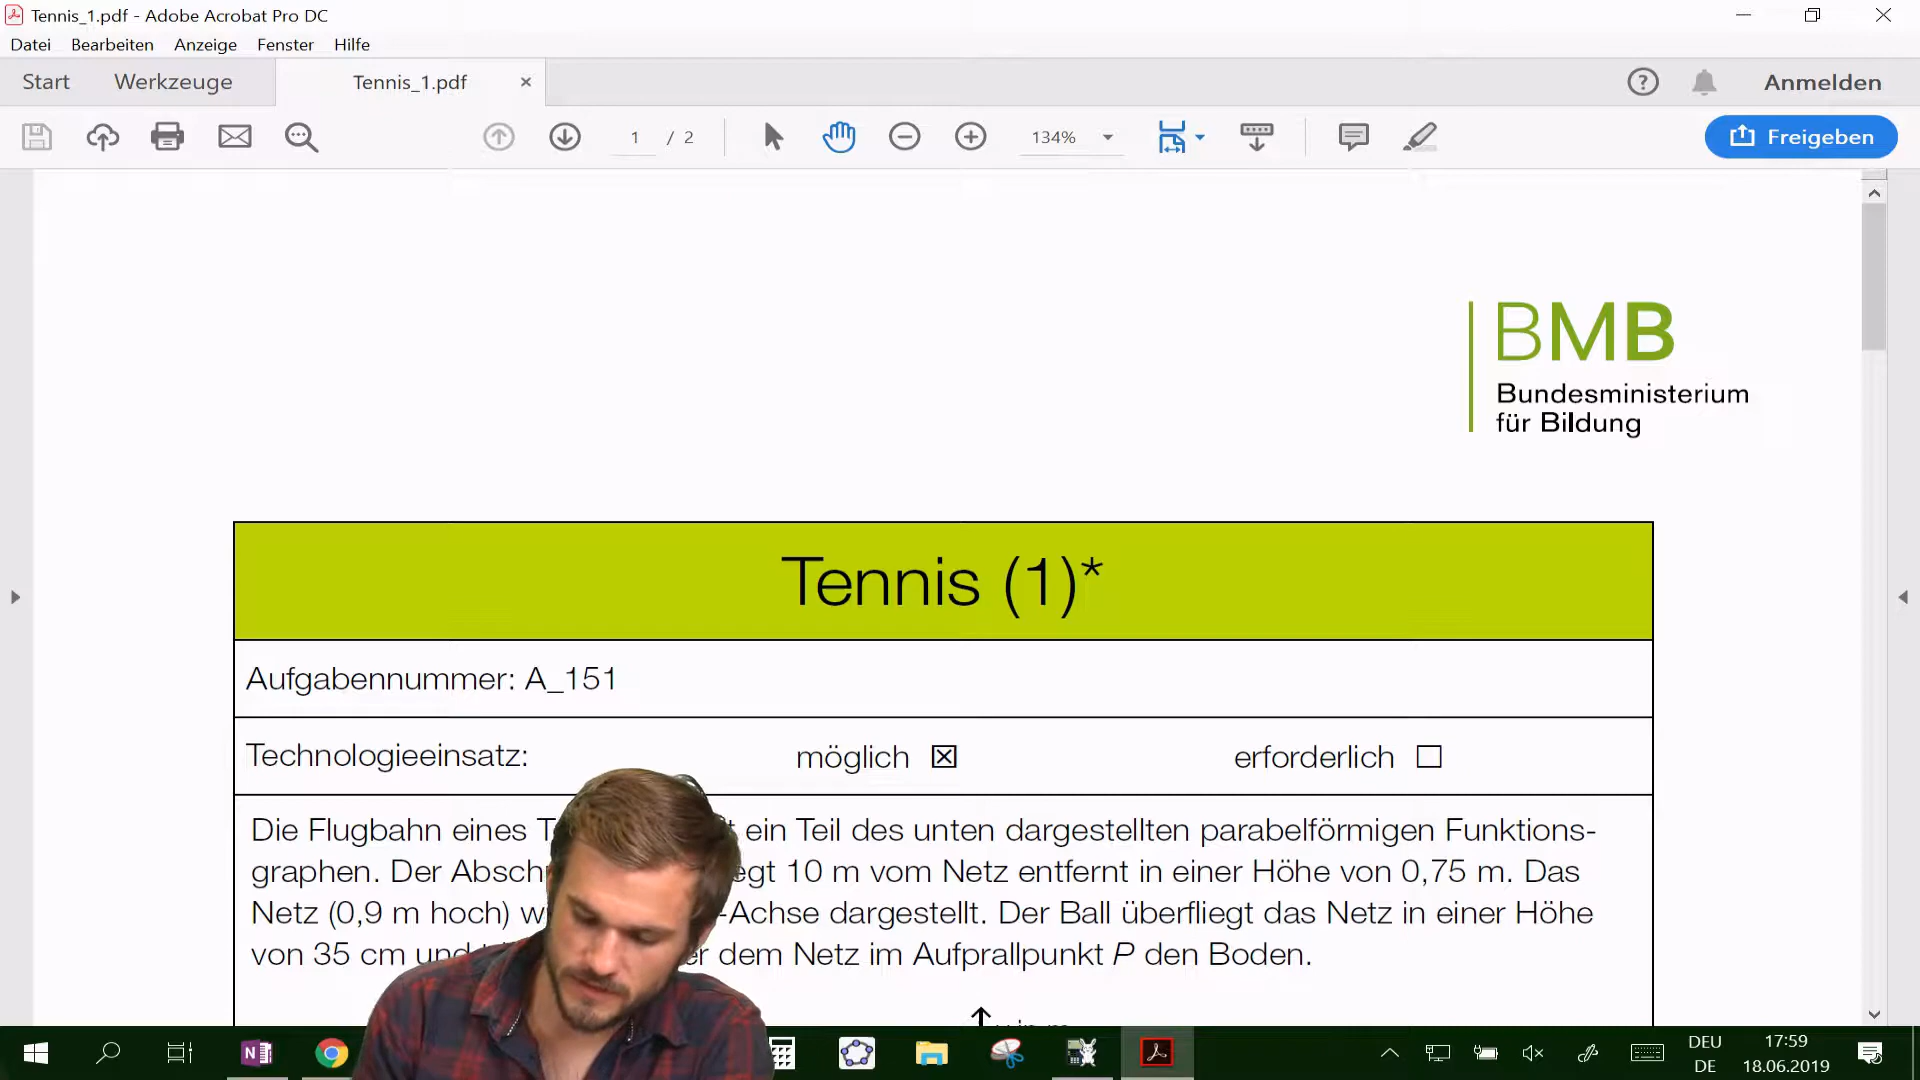 Tennis_1.pdf - Adobe Acrobat Pro DC
Datei Bearbeiten Anzeige Fenster Hilfe
Start Werkzeuge Tennis_1.pdf × ? Anmelden
1 / 2 134% Freigeben
BMB
Bundesministerium
für Bildung
Tennis (1)*
Aufgabennummer: A_151
Technologieeinsatz: möglich ☒ erforderlich ☐
Die Flugbahn eines ein Teil des unten dargestellten parabelförmigen Funktions-
graphen. Der 10 m vom Netz entfernt in einer Höhe von 0,75 m. Das
Netz (0,9 m hoch) -Achse dargestellt. Der Ball überfliegt das Netz in einer Höhe
von 35 cm und dem Netz im Aufprallpunkt P den Boden.
N
DEU
DE
17:59
18.06.2019